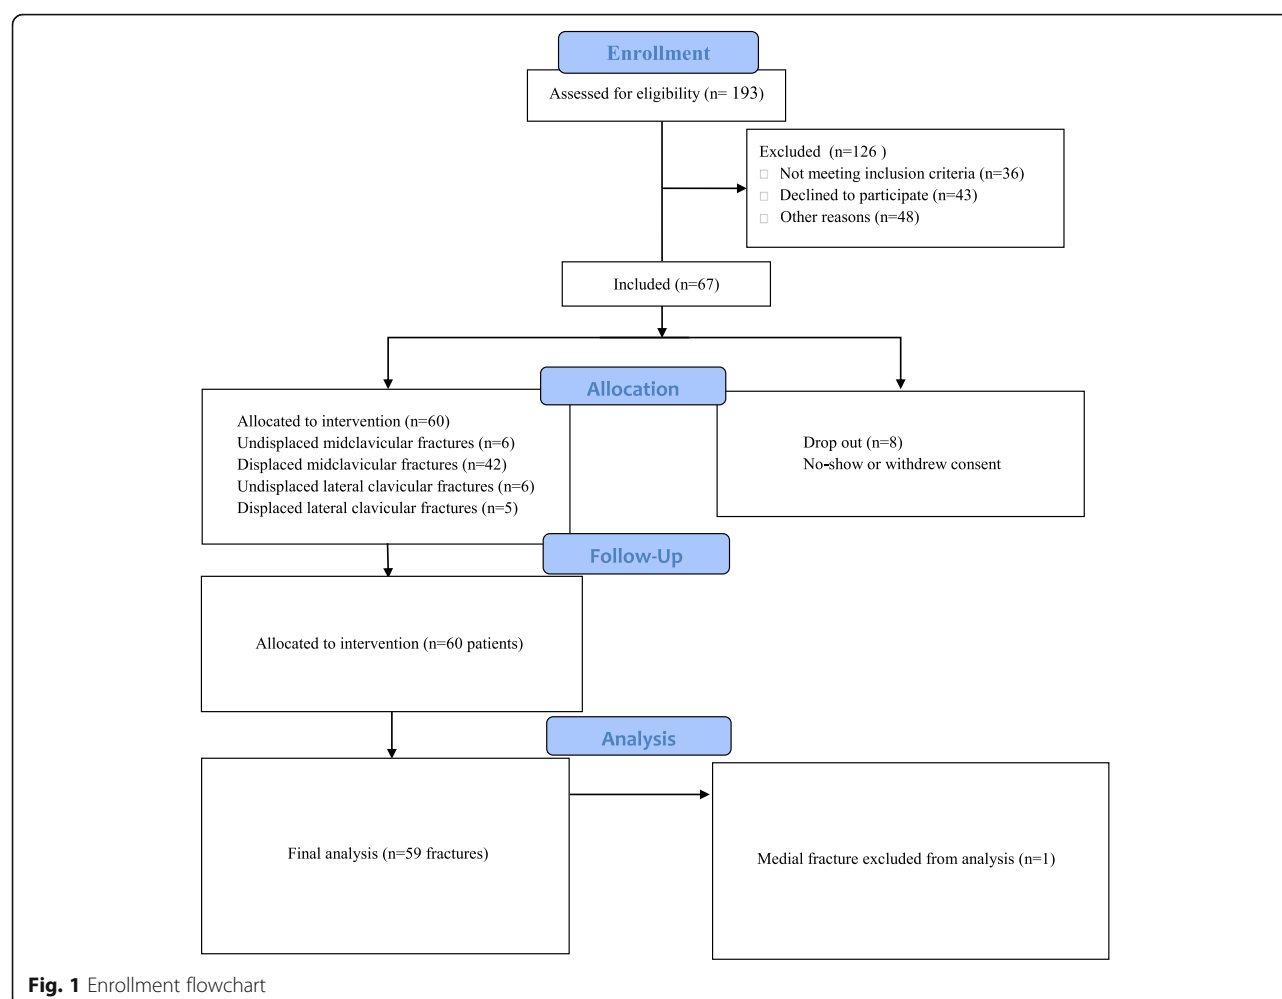 Enrollment
Assessed for eligibility (n= 193)
Excluded (n=126 )
Not meeting inclusion criteria (n=36)
Declined to participate (n=43)
Other reasons (n=48)
Included (n=67)
Allocation
Allocated to intervention (n=60)
Undisplaced midclavicular fractures (n=6)
Displaced midclavicular fractures (n=42)
Undisplaced lateral clavicular fractures (n=6)
Displaced lateral clavicular fractures (n=5)
Drop out (n=8)
No-show or withdrew consent
Follow-Up
Allocated to intervention (n=60 patients)
Analysis
Final analysis (n=59 fractures)
Medial fracture excluded from analysis (n=1)
Fig. 1 Enrollment flowchart